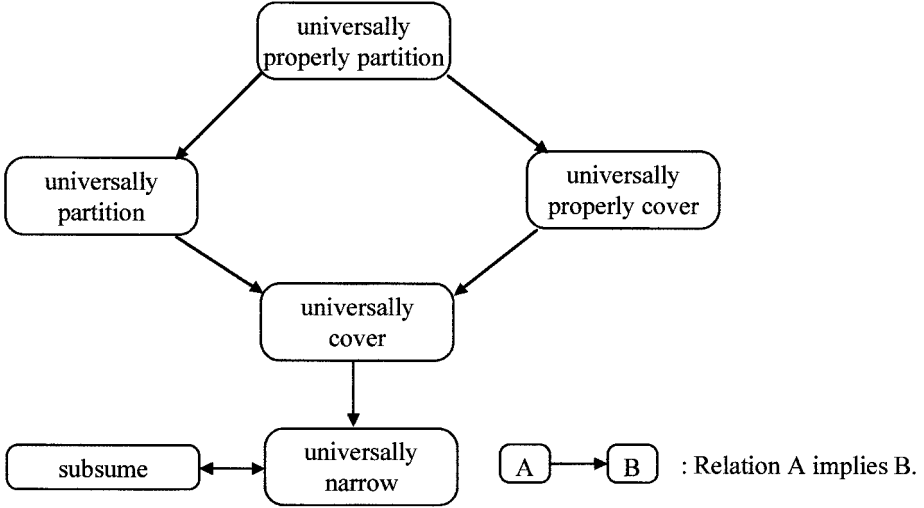 universally
properly partition
universally
partition
universally
properly cover
universally
cover
subsume
universally
narrow
A
B
: Relation A implies B.